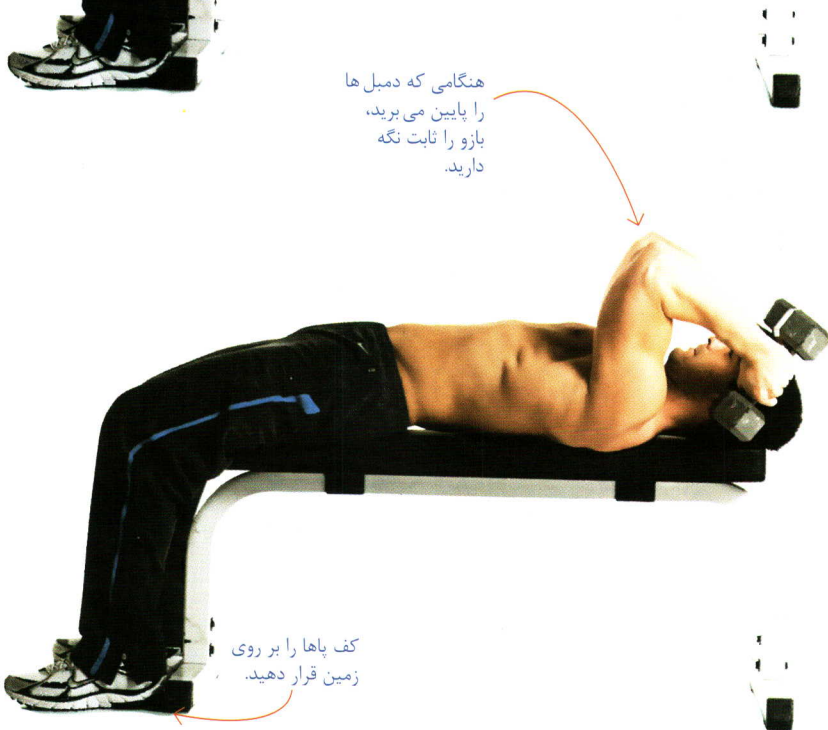 هنگامی که دمبل ها
را پایین می برید،
بازو را ثابت نگه
دارید.
کف پاها را بر روی
زمین قرار دهید.